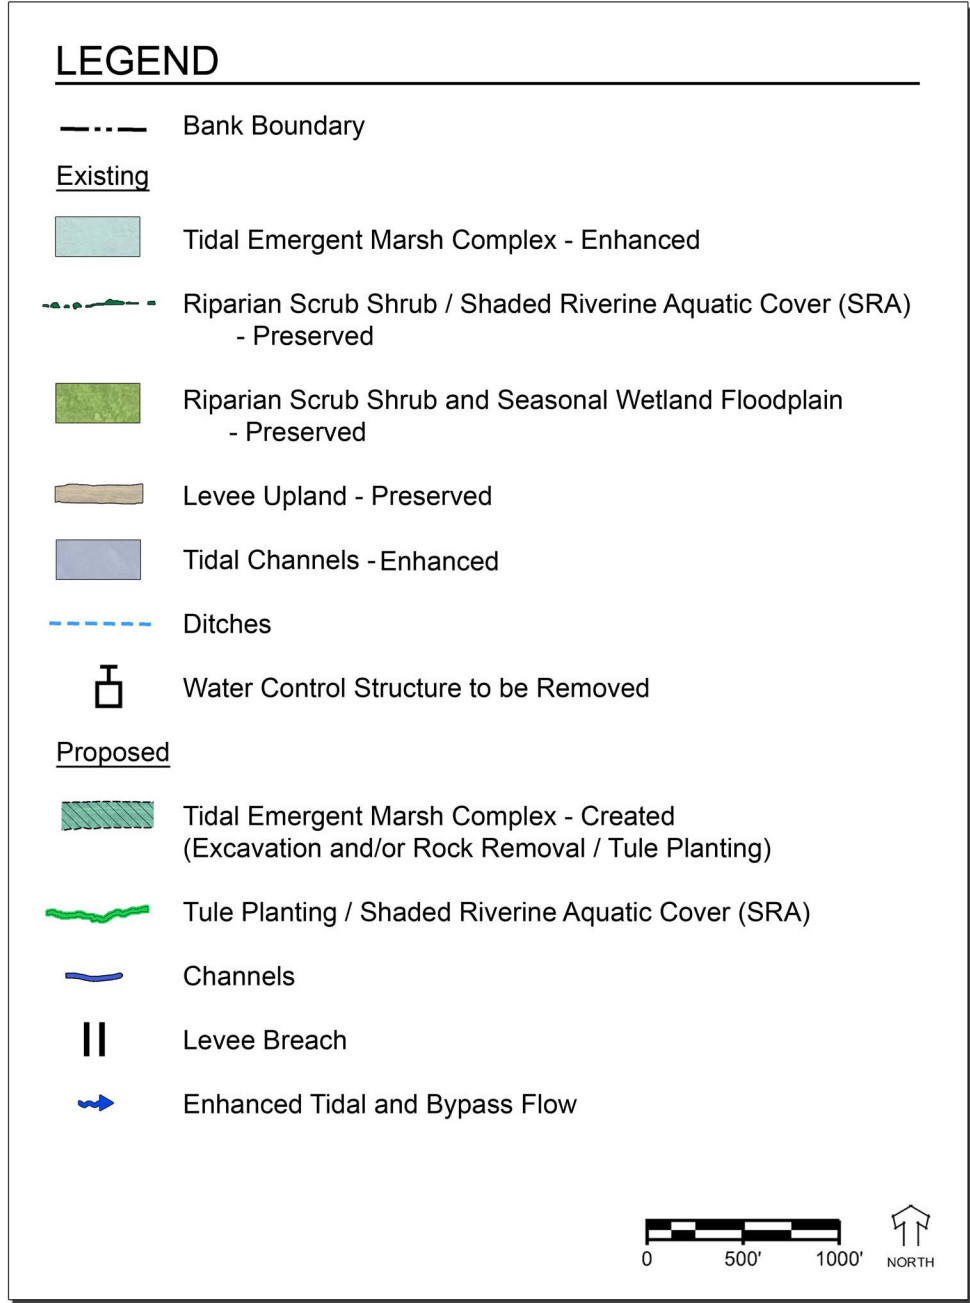 LEGEND
Bank Boundary
Existing
Tidal Emergent Marsh Complex - Enhanced
Riparian Scrub Shrub / Shaded Riverine Aquatic Cover (SRA)
- Preserved
Riparian Scrub Shrub and Seasonal Wetland Floodplain
- Preserved
Levee Upland - Preserved
Tidal Channels - Enhanced
Ditches
Water Control Structure to be Removed
Proposed
Tidal Emergent Marsh Complex - Created
(Excavation and/or Rock Removal / Tule Planting)
Tule Planting / Shaded Riverine Aquatic Cover (SRA)
Channels
Levee Breach
Enhanced Tidal and Bypass Flow
0 500' 1000'
NORTH